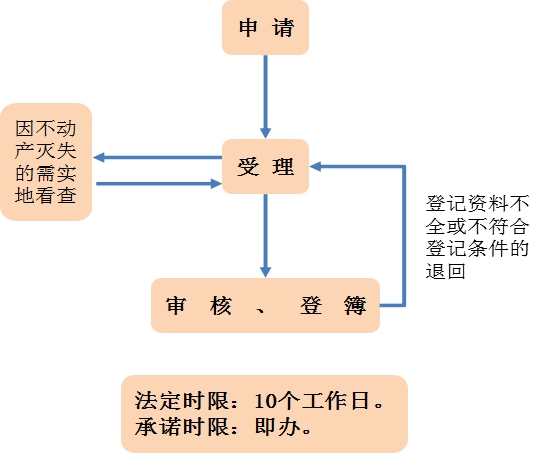 申 请
因不动
产灭失
的需实
地看查
受 理
登记资料不
全或不符合
登记条件的
退回
审 核 、 登 簿
法定时限：10个工作日。
承诺时限：即办。